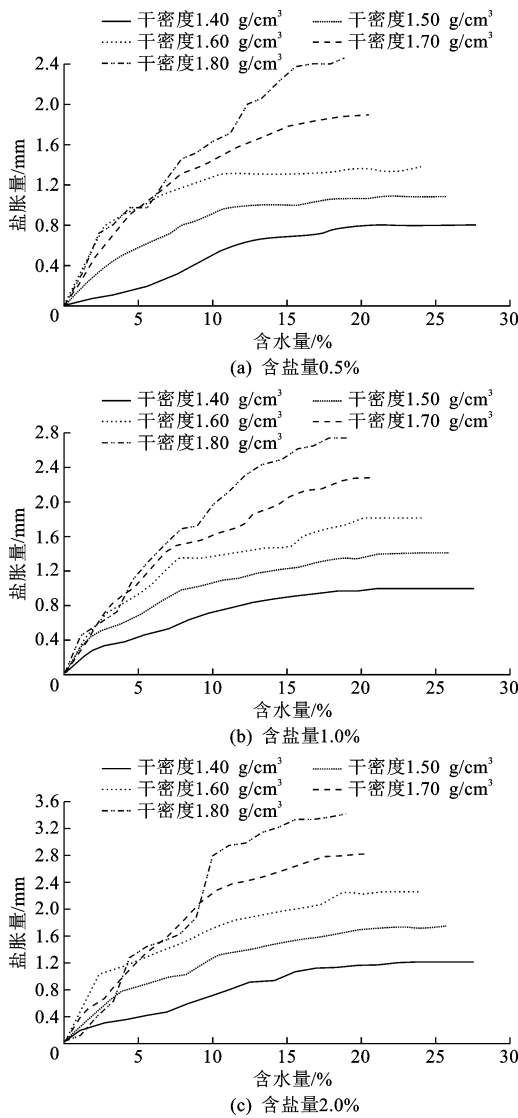 干密度1.40 g/cm³ 干密度1.50 g/cm³
干密度1.60 g/cm³ 干密度1.70 g/cm³
干密度1.80 g/cm³
2.4
2.0
1.6
1.2
0.8
0.4
0
盐胀量/mm
5 10 15 20 25 30
含水量/%
(a) 含盐量0.5%
干密度1.40 g/cm³ 干密度1.50 g/cm³
干密度1.60 g/cm³ 干密度1.70 g/cm³
干密度1.80 g/cm³
2.8
2.4
2.0
1.6
1.2
0.8
0.4
0
盐胀量/mm
5 10 15 20 25 30
含水量/%
(b) 含盐量1.0%
干密度1.40 g/cm³ 干密度1.50 g/cm³
干密度1.60 g/cm³ 干密度1.70 g/cm³
干密度1.80 g/cm³
3.6
3.2
2.8
2.4
2.0
1.6
1.2
0.8
0.4
0
盐胀量/mm
5 10 15 20 25 30
含水量/%
(c) 含盐量2.0%